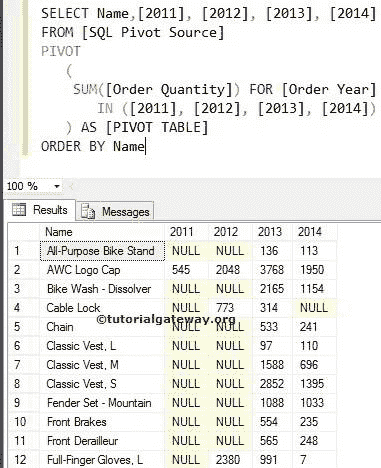 SELECT Name,[2011], [2012], [2013], [2014]
FROM [SQL Pivot Source]
PIVOT
(
SUM([Order Quantity]) FOR [Order Year]
IN ([2011], [2012], [2013], [2014])
) AS [PIVOT TABLE]
ORDER BY Name
100 %
Results Messages
Name 2011 2012 2013 2014
1 All-Purpose Bike Stand NULL NULL 136 113
2 AWC Logo Cap 545 2048 3768 1950
3 Bike Wash - Dissolver NULL NULL 2165 1154
4 Cable Lock NULL 773 314 NULL
©tutorialgateway.org
5 Chain NULL NULL 533 241
6 Classic Vest, L NULL NULL 97 110
7 Classic Vest, M NULL NULL 1588 696
8 Classic Vest, S NULL NULL 2852 1395
9 Fender Set - Mountain NULL NULL 1088 1033
10 Front Brakes NULL NULL 554 235
11 Front Derailleur NULL NULL 565 248
12 Full-Finger Gloves, L NULL 2380 991 7